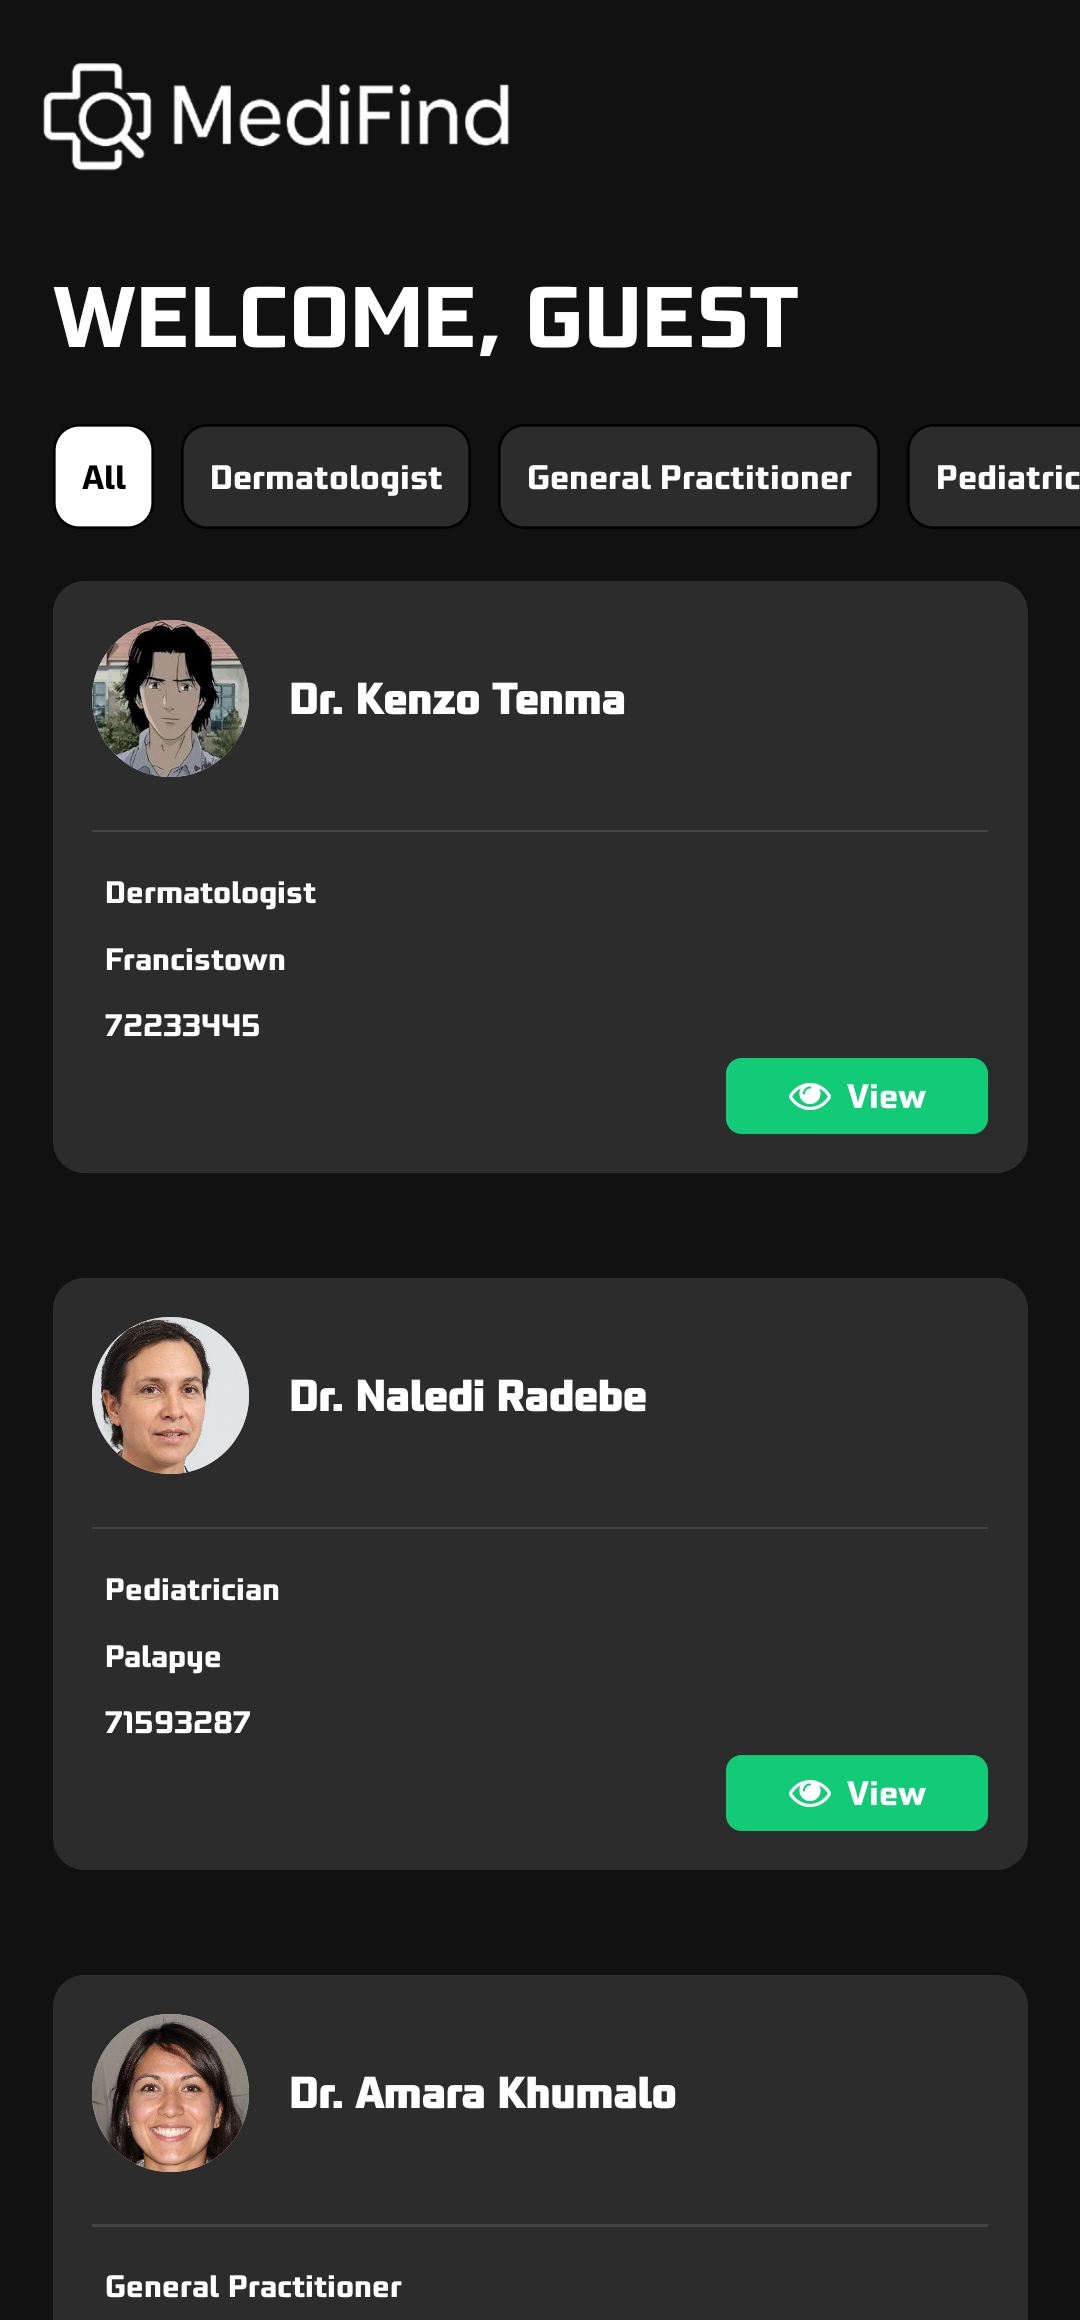 MediFind
WELCOME, GUEST
All Dermatologist General Practitioner Pediatric
Dr. Kenzo Tenma
Dermatologist
Francistown
72233445
View
Dr. Naledi Radebe
Pediatrician
Palapye
71593287
View
Dr. Amara Khumalo
General Practitioner